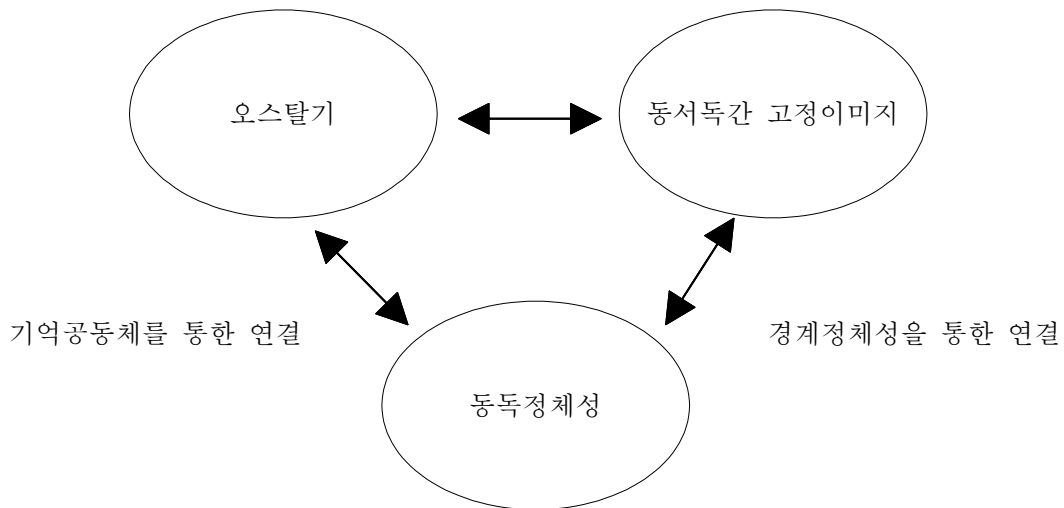 오스탈기
동서독간 고정이미지
기억공동체를 통한 연결
경계정체성을 통한 연결
동독정체성